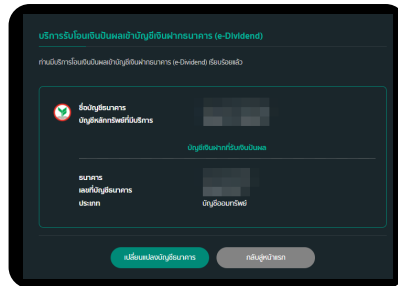 บริการรับโอนเงินปันผลเข้าบัญชีเงินฝากธนาคาร (e-Dividend)
ท่านมีบริการโอนเงินปันผลเข้าบัญชีเงินฝากธนาคาร (e-Dividend) เรียบร้อยแล้ว
ชื่อบัญชีธนาคาร
บัญชีหลักทรัพย์ที่มีบริการ
บัญชีเงินฝากที่รับเงินปันผล
ธนาคาร
เลขที่บัญชีธนาคาร
ประเภท บัญชีออมทรัพย์
เปลี่ยนแปลงบัญชีธนาคาร กลับสู่หน้าแรก